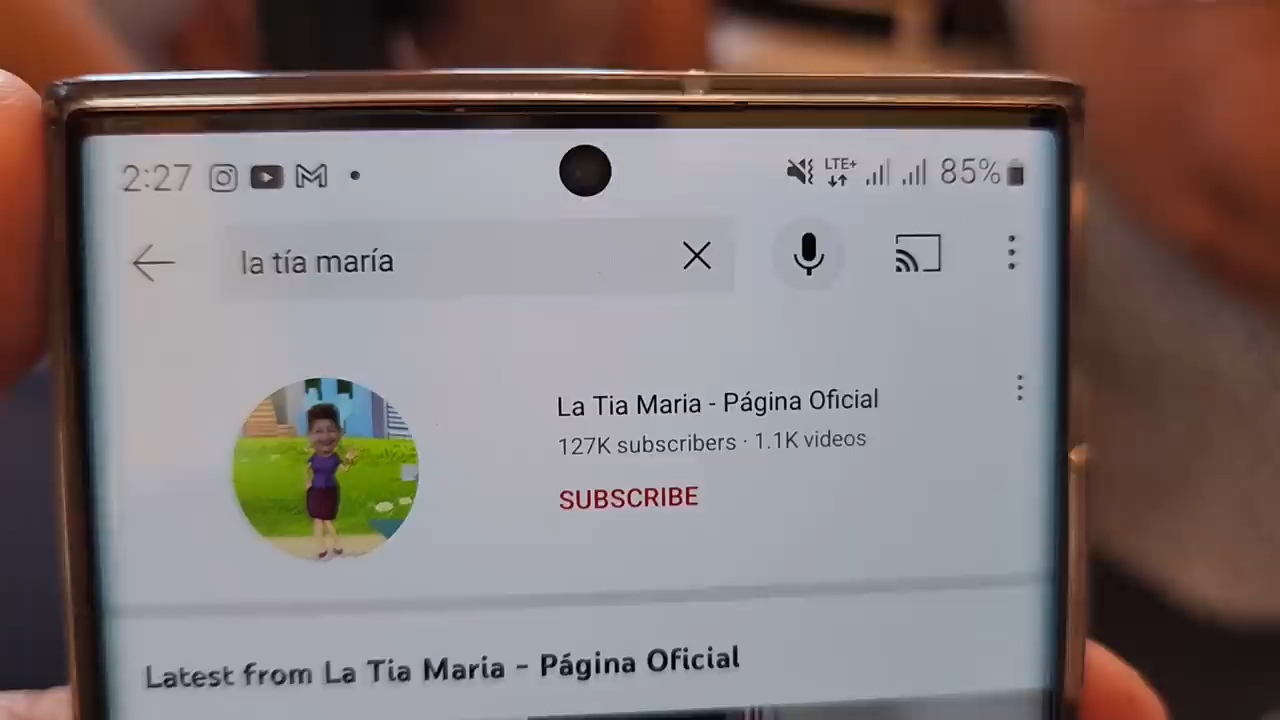 2:27 LTE+ 85%
la tía maría
La Tia Maria - Página Oficial
127K subscribers · 1.1K videos
SUBSCRIBE
Latest from La Tia Maria - Página Oficial